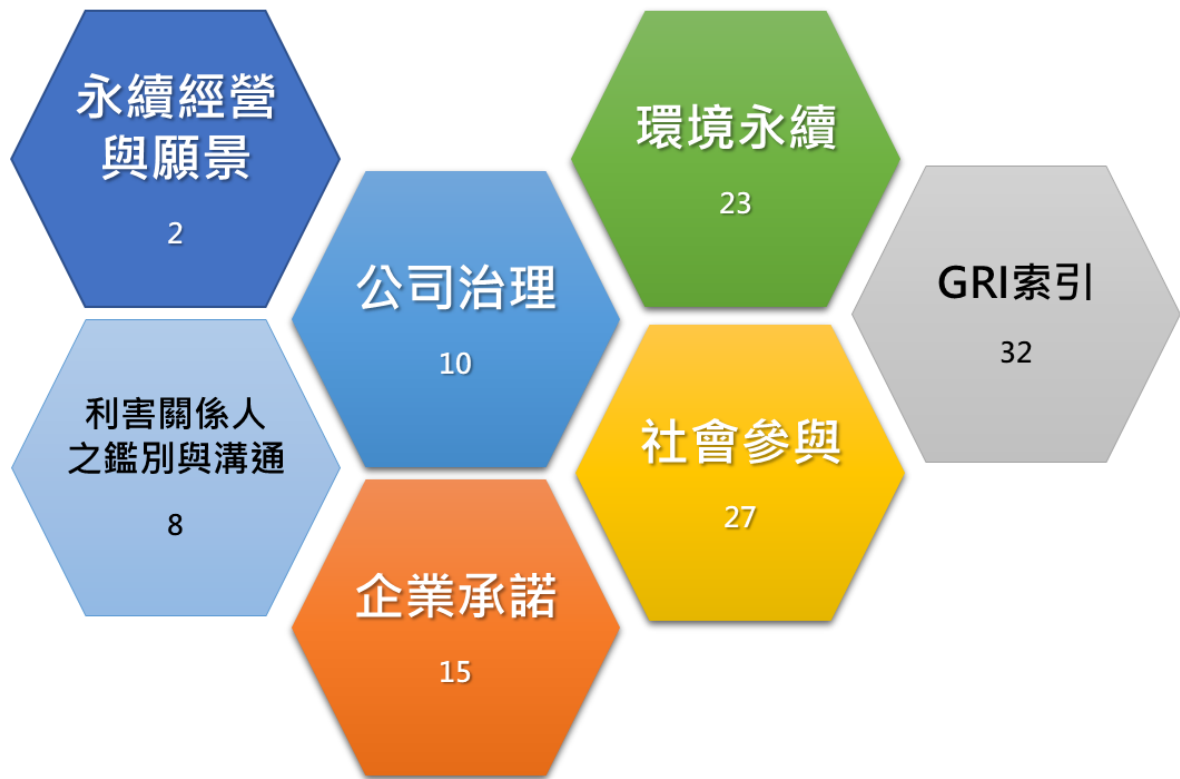 永續經營
與願景
2
利害關係人
之鑑別與溝通
8
公司治理
10
企業承諾
15
環境永續
23
社會參與
27
GRI索引
32